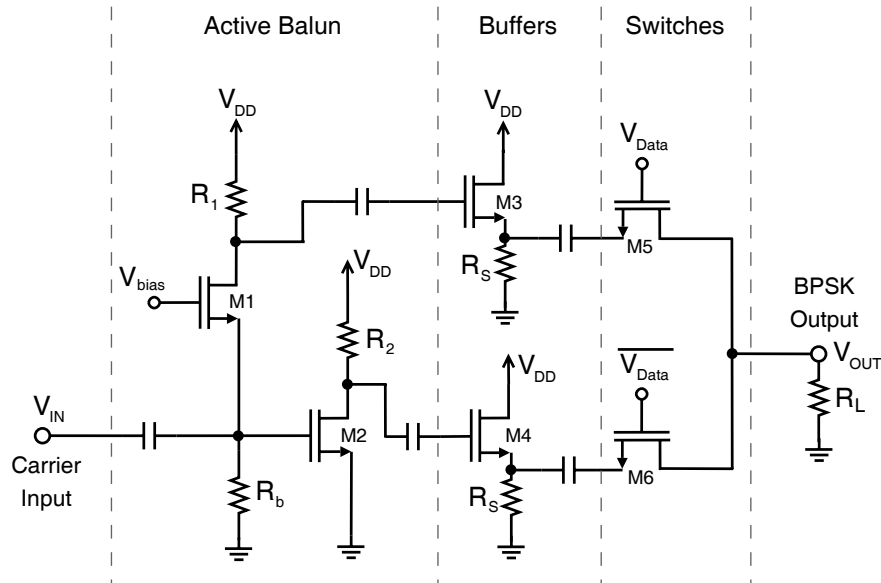 Active Balun
Buffers
Switches
V_DD
V_DD
V_Data
R_1
M3
V_bias
M1
V_DD
R_S
M5
R_2
BPSK
Output
V_Data
V_OUT
V_DD
R_L
V_IN
M2
M4
Carrier
Input
R_b
R_S
M6